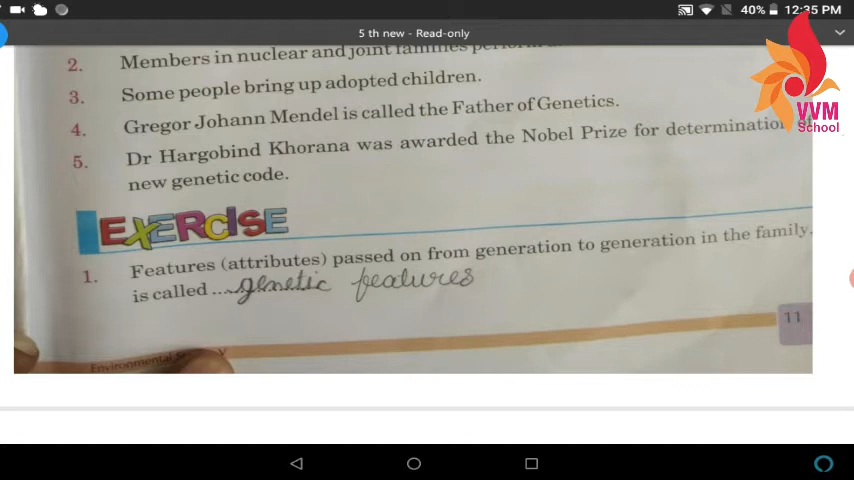 40% 12:35 PM
5 th new - Read-only
2. Members in nuclear and joint families
3. Some people bring up adopted children.
4. Gregor Johann Mendel is called the Father of Genetics.
5. Dr Hargobind Khorana was awarded the Nobel Prize for determination of
new genetic code.
VVM
School
EXERCISE
1. Features (attributes) passed on from generation to generation in the family,
is called ... genetic features
11
Environmental